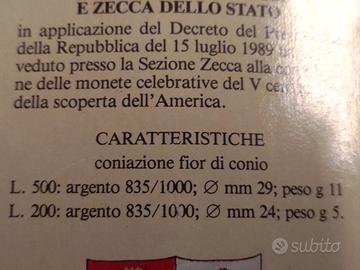 E ZECCA DELLO STATO
in applicazione del Decreto del
della Repubblica del 15 luglio 1989
veduto presso la Sezione Zecca alla
ne delle monete celebrative del V
della scoperta dell'America.
CARATTERISTICHE
coniazione fior di conio
L. 500: argento 835/1000; ∅ mm 29; peso g 11
L. 200: argento 835/1000; ∅ mm 24; peso g 5.
subito